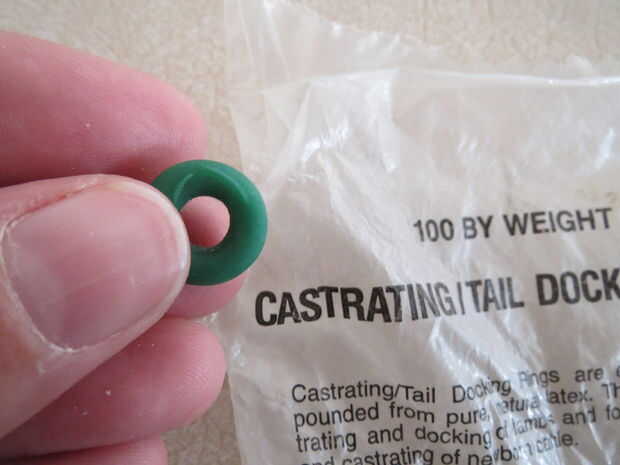 100 BY WEIGHT
CASTRATING/TAIL DOCK
Castrating/Tail Docking Rings are
pounded from pure, natural latex. Th
trating and docking of lambs and fo
and castrating of newborn cattle.